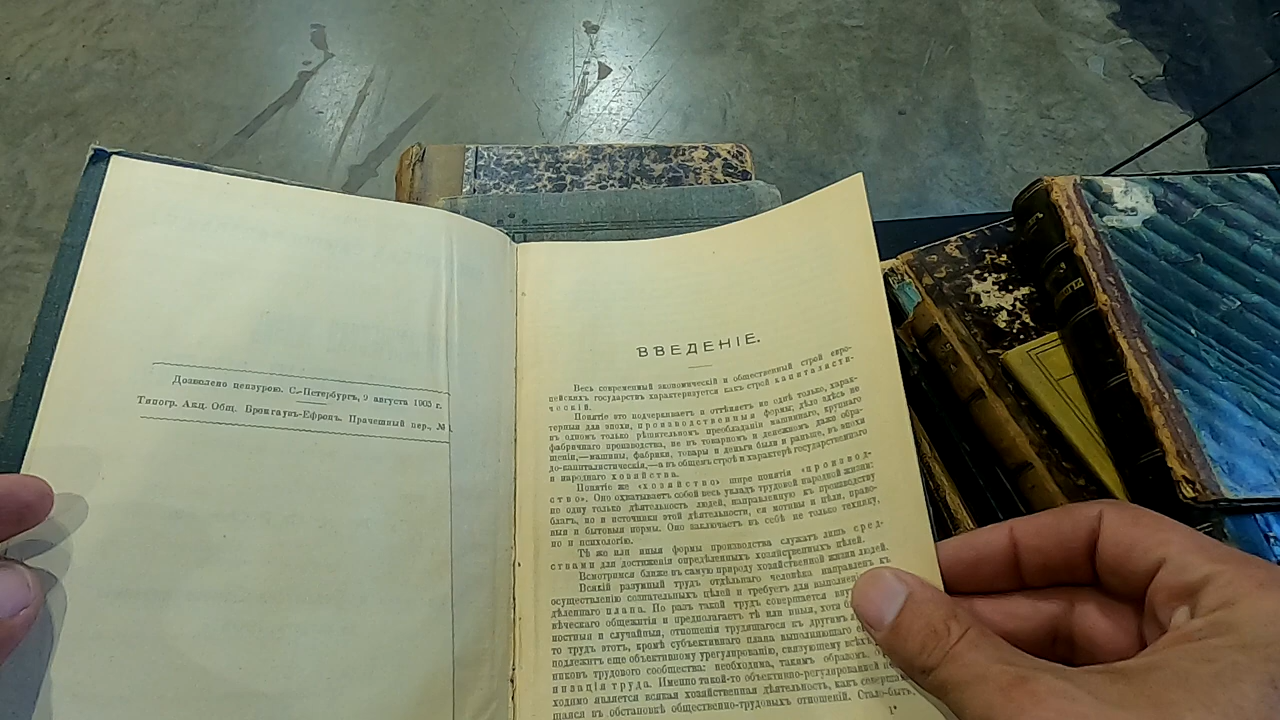 Дозволено цензурою. С.-Петербургъ, 9 августа 1903 г.
Типогр. Акц. Общ. Брокгаузъ-Ефронъ. Прачешный пер., №
ВВЕДЕНІЕ.
Весь современный экономическій и общественный строй евро-
пейскихъ государствъ характеризуется какъ строй капиталисти-
ческій.
Понятіе это подчеркиваетъ и оттѣняетъ не однѣ только, харак-
терныя для эпохи, производственныя формы; дѣло здѣсь не
въ одномъ только рѣшительномъ преобладаніи машиннаго, крупнаго
фабричнаго производства, не въ товарномъ и денежномъ даже обра-
щеніи,—машины, фабрики, товары и деньги были и раньше, въ эпохи
до-капиталистическія,—а въ общемъ строѣ и характерѣ государственнаго
и народнаго хозяйства.
Понятіе же «хозяйство» шире понятія «производ-
ство». Оно охватываетъ собой весь укладъ трудовой народной жизни:
не одну только дѣятельность людей, направленную къ производству
благъ, но и источники этой дѣятельности, ея мотивы и цѣли, право-
выя и бытовыя нормы. Оно заключаетъ въ себѣ не только технику,
но и психологію.
Тѣ же или иныя формы производства служатъ лишь сред-
ствами для достиженія опредѣленныхъ хозяйственныхъ цѣлей.
Всмотримся ближе въ самую природу хозяйственной жизни людей.
Всякій разумный трудъ отдѣльнаго человѣка направленъ къ
осуществленію сознательныхъ цѣлей и требуетъ для выполненія
дѣленнаго плана. Но разъ такой трудъ совершается
вѣческаго общежитія и предполагаетъ тѣ или иныя, хотя
ностныя и случайныя, отношенія трудящагося къ другимъ
то трудъ этотъ, кромѣ субъективнаго плана выполняющаго
подлежитъ еще объективному урегулированію, связующему всѣхъ
никовъ трудового сообщества: необходима, такимъ образомъ,
низація труда. Именно такой-то объективно-регулированной
ходимо является всякая хозяйственная дѣятельность, какъ
щаяся въ обстановкѣ общественно-трудовыхъ отношеній. Стало-быть,
1*